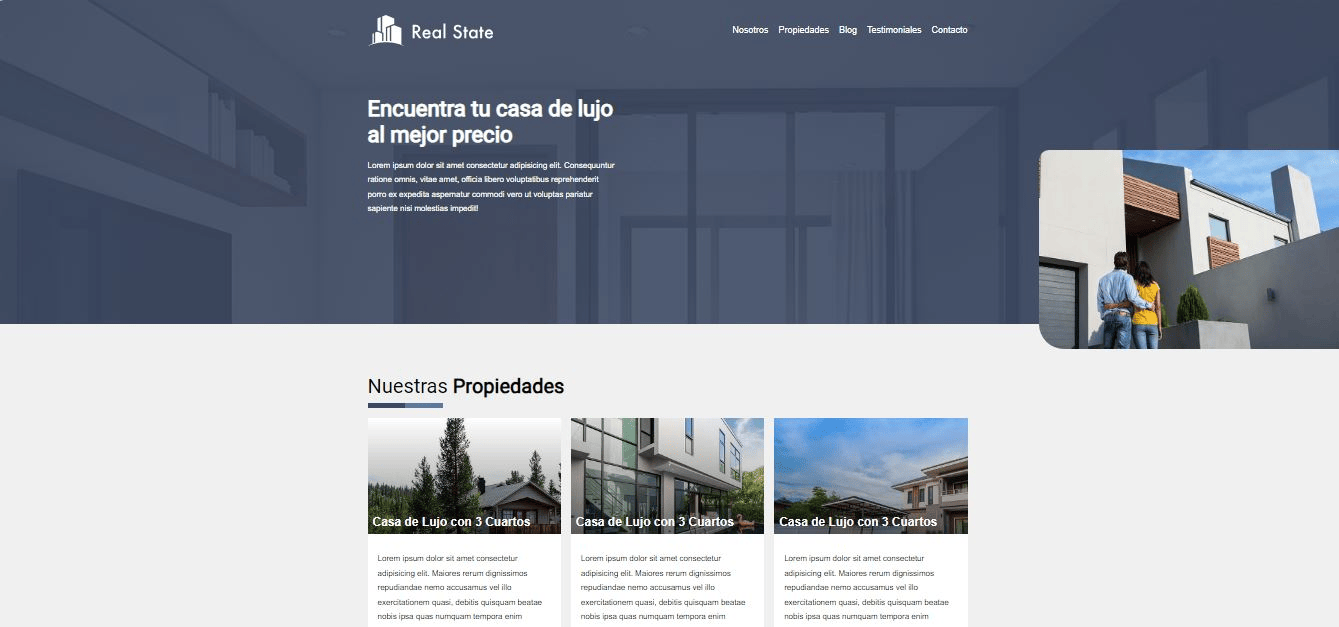 Real State
Nosotros Propiedades Blog Testimoniales Contacto
Encuentra tu casa de lujo
al mejor precio
Lorem ipsum dolor sit amet consectetur adipisicing elit. Consequuntur
ratione omnis, vitae amet, officia libero voluptatibus reprehenderit
porro ex expedita aspernatur commodi vero ut voluptas pariatur
sapiente nisi molestias impedit!
Nuestras Propiedades
Casa de Lujo con 3 Cuartos
Lorem ipsum dolor sit amet consectetur
adipisicing elit. Maiores rerum dignissimos
repudiandae nemo accusamus vel illo
exercitationem quasi, debitis quisquam beatae
nobis ipsa quas numquam tempora enim
Casa de Lujo con 3 Cuartos
Lorem ipsum dolor sit amet consectetur
adipisicing elit. Maiores rerum dignissimos
repudiandae nemo accusamus vel illo
exercitationem quasi, debitis quisquam beatae
nobis ipsa quas numquam tempora enim
Casa de Lujo con 3 Cuartos
Lorem ipsum dolor sit amet consectetur
adipisicing elit. Maiores rerum dignissimos
repudiandae nemo accusamus vel illo
exercitationem quasi, debitis quisquam beatae
nobis ipsa quas numquam tempora enim